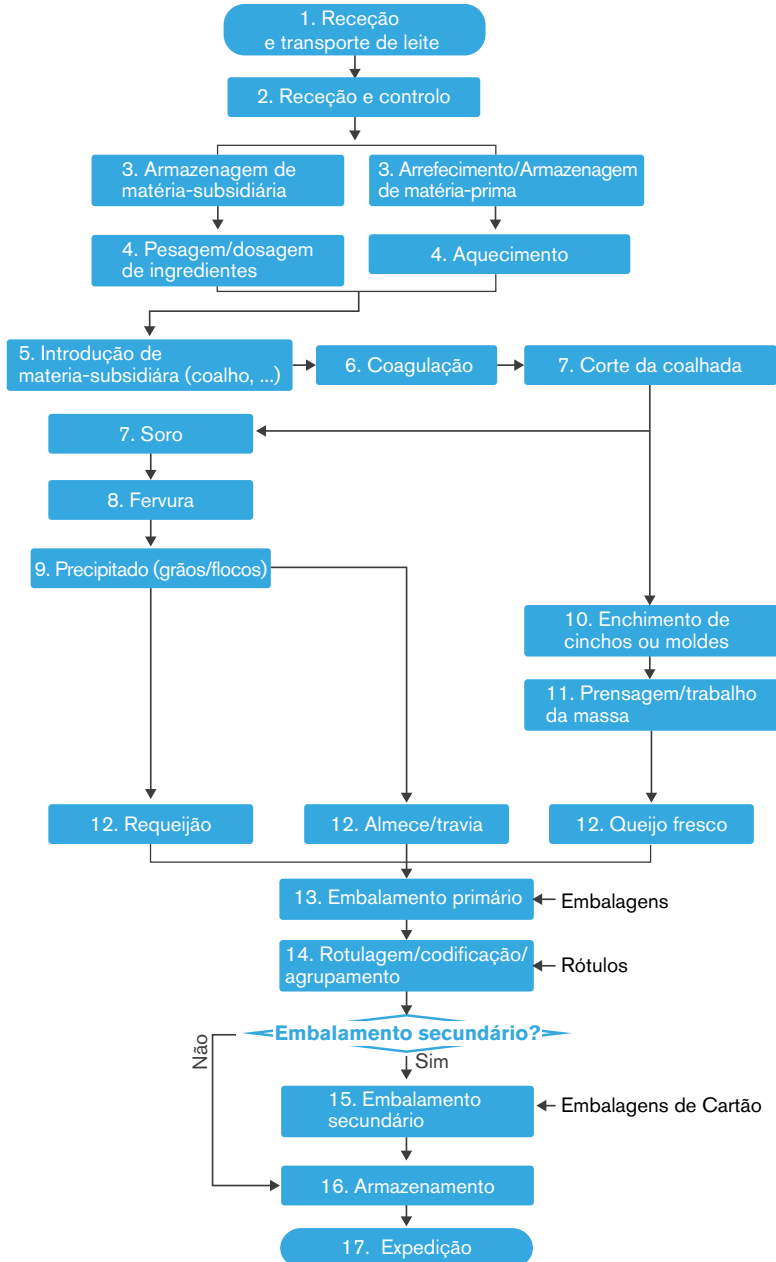 1. Receção
e transporte de leite
2. Receção e controlo
3. Armazenagem de
matéria-subsidiária
3. Arrefecimento/Armazenagem
de matéria-prima
4. Pesagem/dosagem
de ingredientes
4. Aquecimento
5. Introdução de
materia-subsidiára (coalho, ...)
6. Coagulação
7. Corte da coalhada
7. Soro
8. Fervura
9. Precipitado (grãos/flocos)
10. Enchimento de
cinchos ou moldes
11. Prensagem/trabalho
da massa
12. Requeijão
12. Almece/travia
12. Queijo fresco
13. Embalamento primário
Embalagens
14. Rotulagem/codificação/
agrupamento
Rótulos
Embalamento secundário?
Não
Sim
15. Embalamento
secundário
Embalagens de Cartão
16. Armazenamento
17. Expedição